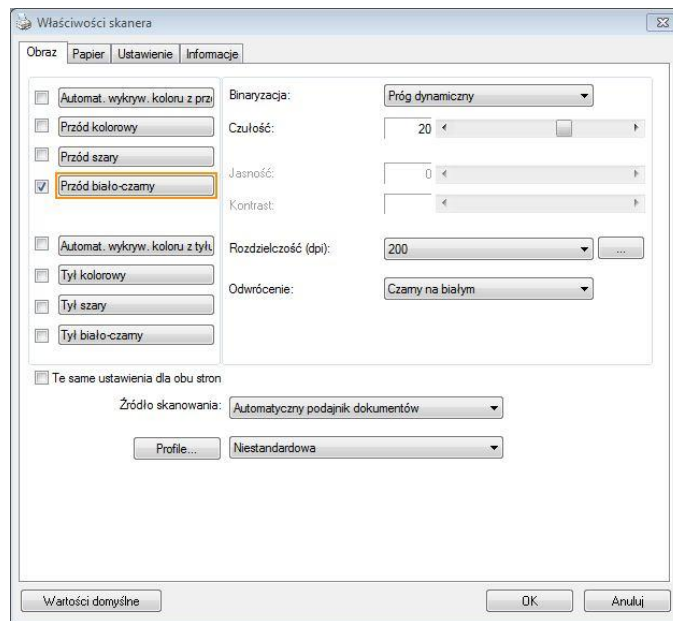 Właściwości skanera
Obraz Papier Ustawienie Informacje
Automat. wykryw. koloru z prz
Przód kolorowy
Przód szary
Przód biało-czarny
Automat. wykryw. koloru z tyłu
Tył kolorowy
Tył szary
Tył biało-czarny
Binaryzacja: Próg dynamiczny
Czułość: 20
Jasność: 0
Kontrast:
Rozdzielczość (dpi): 200 ...
Odwrócenie: Czarny na białym
Te same ustawienia dla obu stron
Źródło skanowania: Automatyczny podajnik dokumentów
Profile... Niestandardowa
Wartości domyślne OK Anuluj